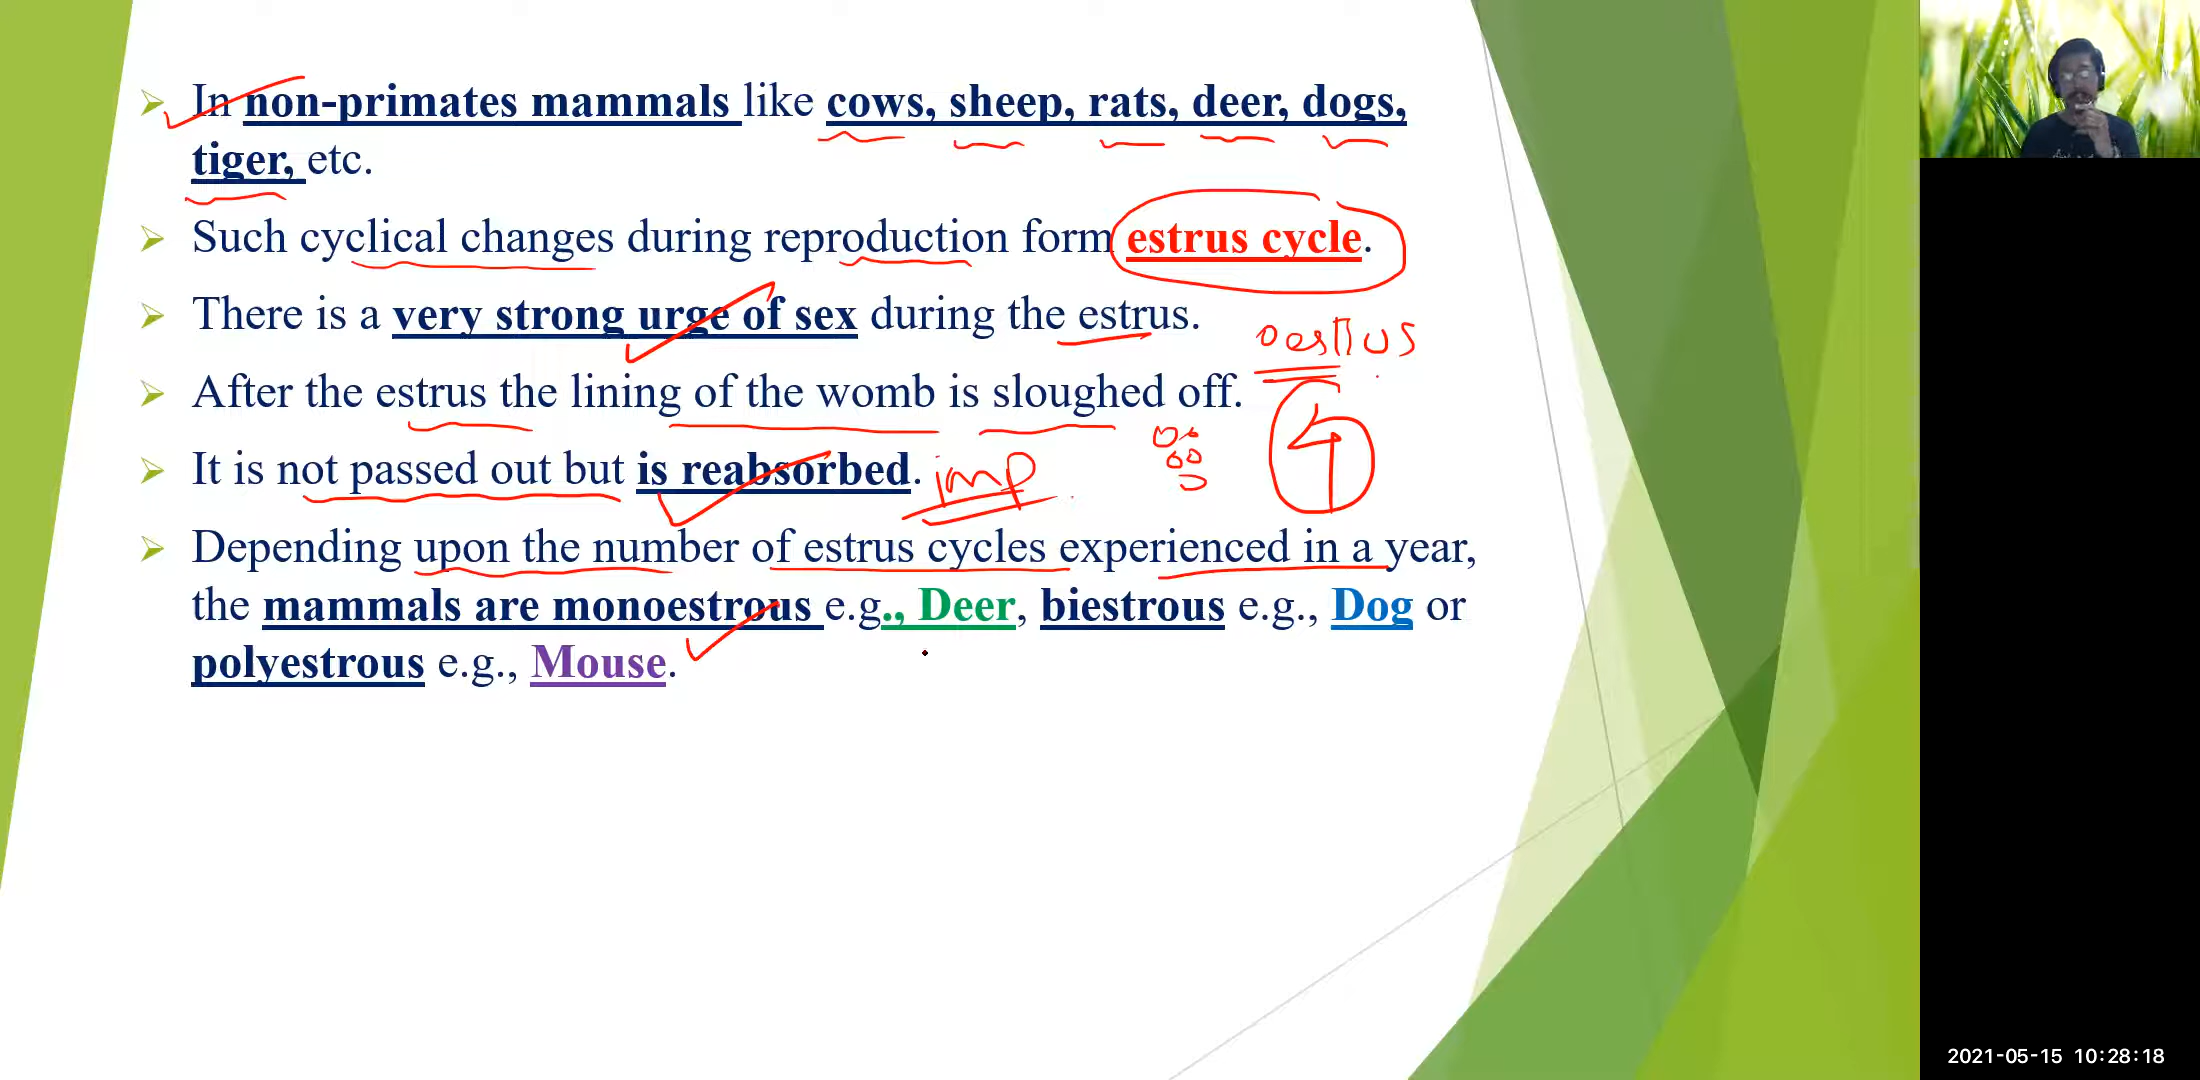 In non-primates mammals like cows, sheep, rats, deer, dogs,
tiger, etc.
Such cyclical changes during reproduction form estrus cycle.
There is a very strong urge of sex during the estrus.
oestrus
After the estrus the lining of the womb is sloughed off.
It is not passed out but is reabsorbed. imp
Depending upon the number of estrus cycles experienced in a year,
the mammals are monoestrous e.g., Deer, biestrous e.g., Dog or
polyestrous e.g., Mouse.
2021-05-15 10:28:18